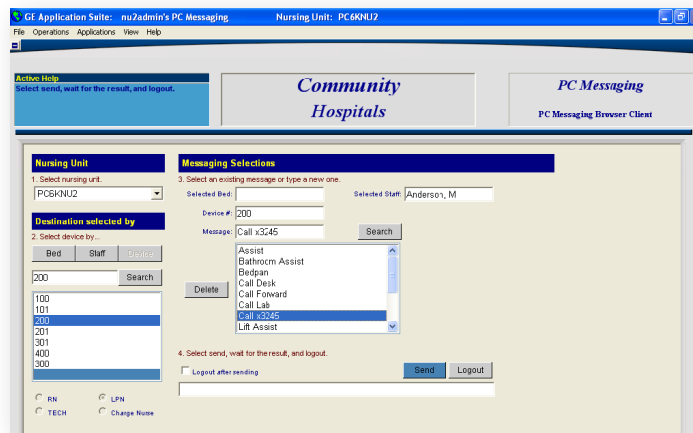 GE Application Suite: nu2admin's PC Messaging Nursing Unit: PC6KNU2
File Operations Applications View Help
Active Help
Select send, wait for the result, and logout.
Community
Hospitals
PC Messaging
PC Messaging Browser Client
Nursing Unit
1. Select nursing unit.
PC6KNU2
Destination selected by
2. Select device by...
Bed Staff Device
200 Search
100
101
200
201
301
400
300
RN LPN
TECH Charge Nurse
Messaging Selections
3. Select an existing message or type a new one.
Selected Bed: Selected Staff: Anderson, M
Device #: 200
Message: Call x3245 Search
Assist
Bathroom Assist
Bedpan
Call Desk
Call Forward
Call Lab
Call x3245
Lift Assist
Delete
4. Select send, wait for the result, and logout.
Logout after sending Send Logout